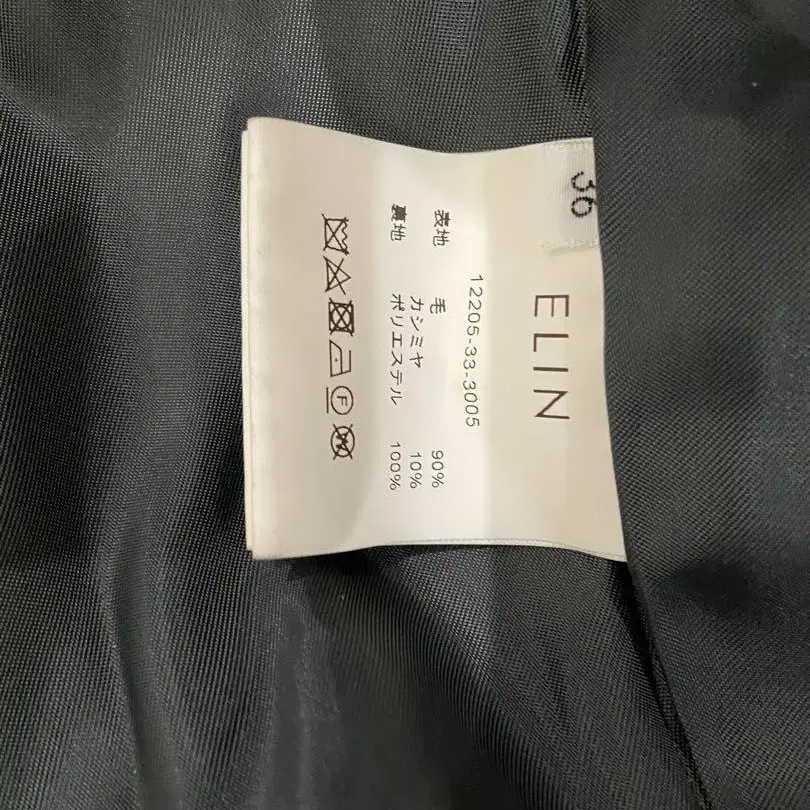 36
ELIN
12205-33-3005
表地 毛 90%
カシミヤ 10%
裏地 ポリエステル 100%
F
W